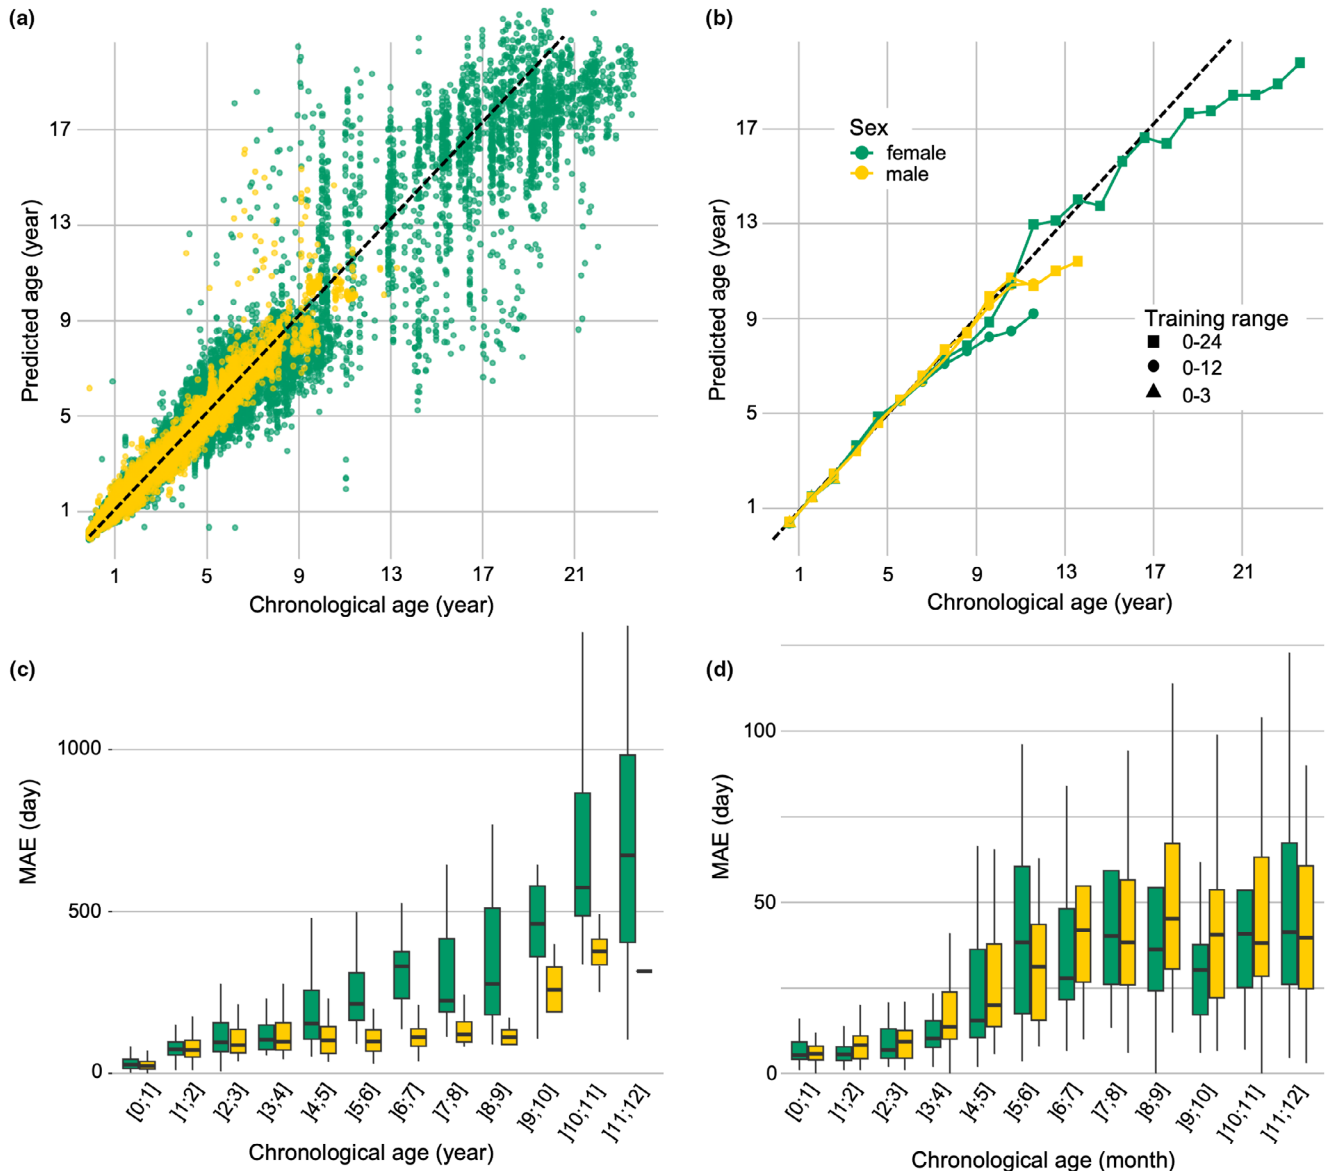 (a)
17
13
9
5
1
Predicted age (year)
1 5 9 13 17 21
Chronological age (year)
(b)
17
13
9
5
1
Predicted age (year)
Sex
female
male
Training range
0-24
0-12
0-3
1 5 9 13 17 21
Chronological age (year)
(c)
1000
500
0
MAE (day)
[0;1] ]1;2] ]2;3] ]3;4] ]4;5] ]5;6] ]6;7] ]7;8] ]8;9] ]9;10] ]10;11] ]11;12]
Chronological age (year)
(d)
100
50
0
MAE (day)
[0;1] ]1;2] ]2;3] ]3;4] ]4;5] ]5;6] ]6;7] ]7;8] ]8;9] ]9;10] ]10;11] ]11;12]
Chronological age (month)